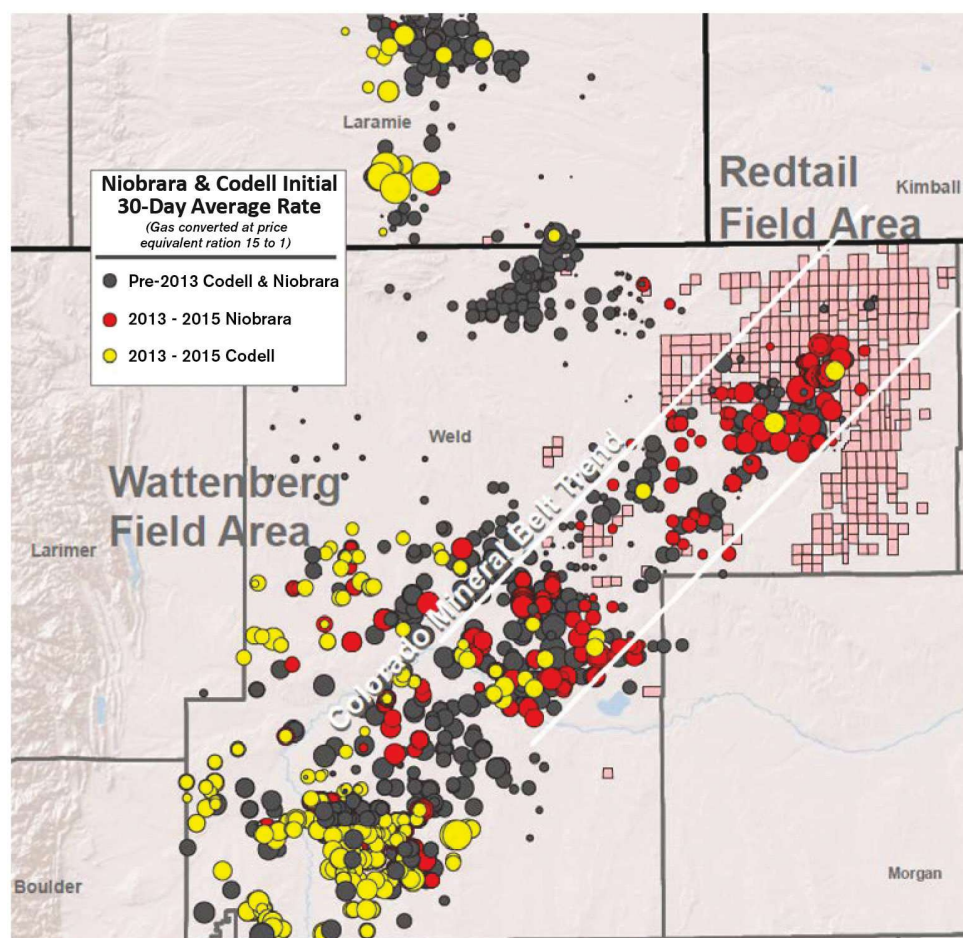 Laramie
Redtail
Field Area
Kimball
Niobrara & Codell Initial
30-Day Average Rate
(Gas converted at price
equivalent ration 15 to 1)
Pre-2013 Codell & Niobrara
2013 - 2015 Niobrara
2013 - 2015 Codell
Weld
Wattenberg
Field Area
Larimer
Colorado Mineral Belt Trend
Boulder
Morgan